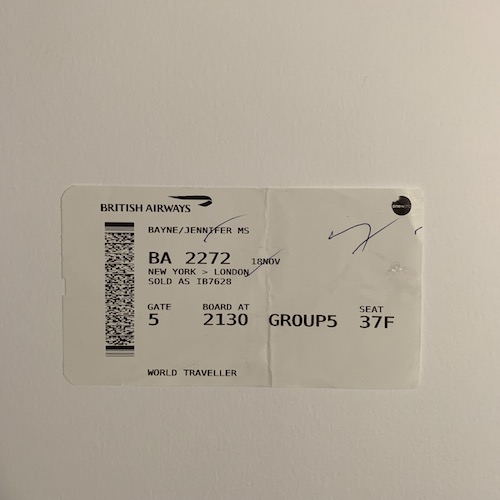 BRITISH AIRWAYS
BAYNE/JENNIFER MS
BA 2272 18NOV
NEW YORK > LONDON
SOLD AS IB7628
GATE BOARD AT SEAT
5 2130 GROUP5 37F
WORLD TRAVELLER